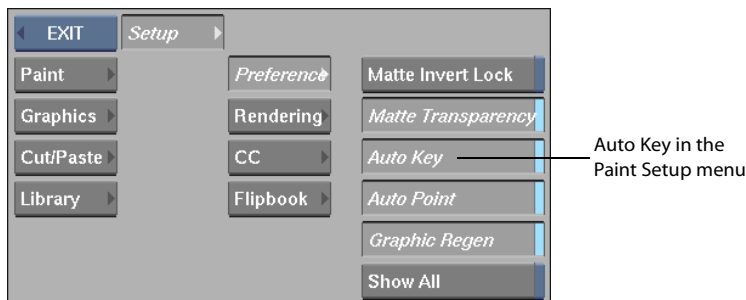 EXIT Setup
Paint Preference Matte Invert Lock
Graphics Rendering Matte Transparency
Cut/Paste CC Auto Key
Library Flipbook Auto Point
Graphic Regen
Show All
Auto Key in the
Paint Setup menu